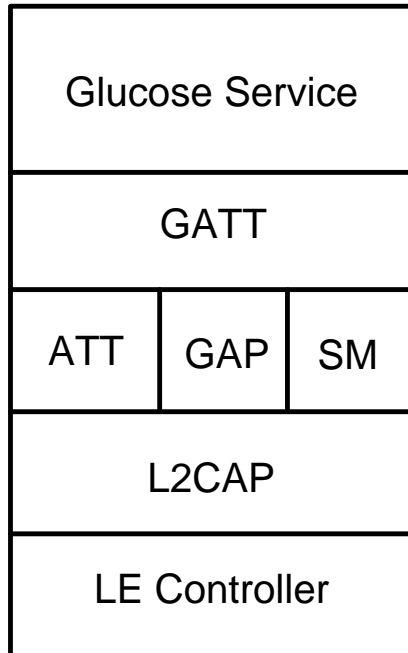 Glucose Service
GATT
ATT GAP SM
L2CAP
LE Controller